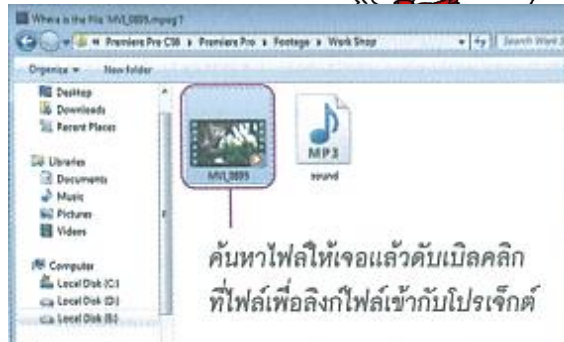 Where is the File 'MVI_0895.mpeg'?
« Premiere Pro CS6 ▸ Premiere Pro ▸ Footage ▸ Work Shop
Search Work S
Organize New folder
Desktop
Downloads
Recent Places
Libraries
Documents
Music
Pictures
Videos
Computer
Local Disk (C:)
Local Disk (D:)
Local Disk (E:)
MVI_0895
MP3
sound
ค้นหาไฟล์ให้เจอแล้วดับเบิลคลิก
ที่ไฟล์เพื่อลิงก์ไฟล์เข้ากับโปรเจ็กต์